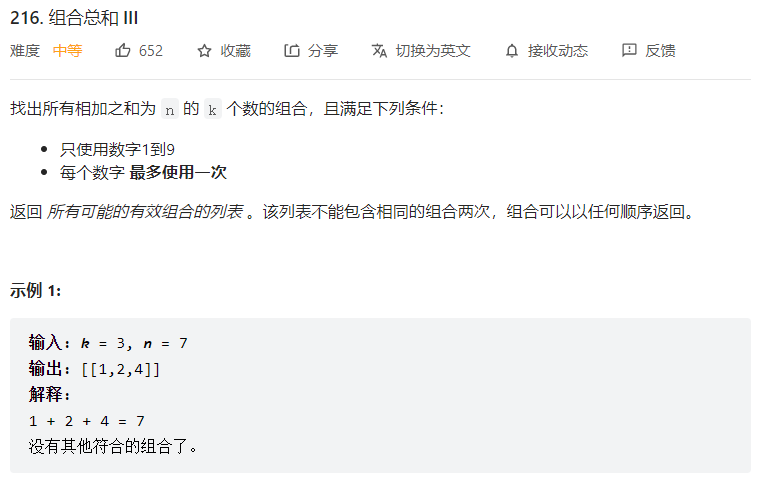 216. 组合总和 III
难度 中等 652 收藏 分享 切换为英文 接收动态 反馈
找出所有相加之和为 n 的 k 个数的组合，且满足下列条件：
只使用数字1到9
每个数字 最多使用一次
返回 所有可能的有效组合的列表 。该列表不能包含相同的组合两次，组合可以以任何顺序返回。
示例 1:
输入: k = 3, n = 7
输出: [[1,2,4]]
解释:
1 + 2 + 4 = 7
没有其他符合的组合了。